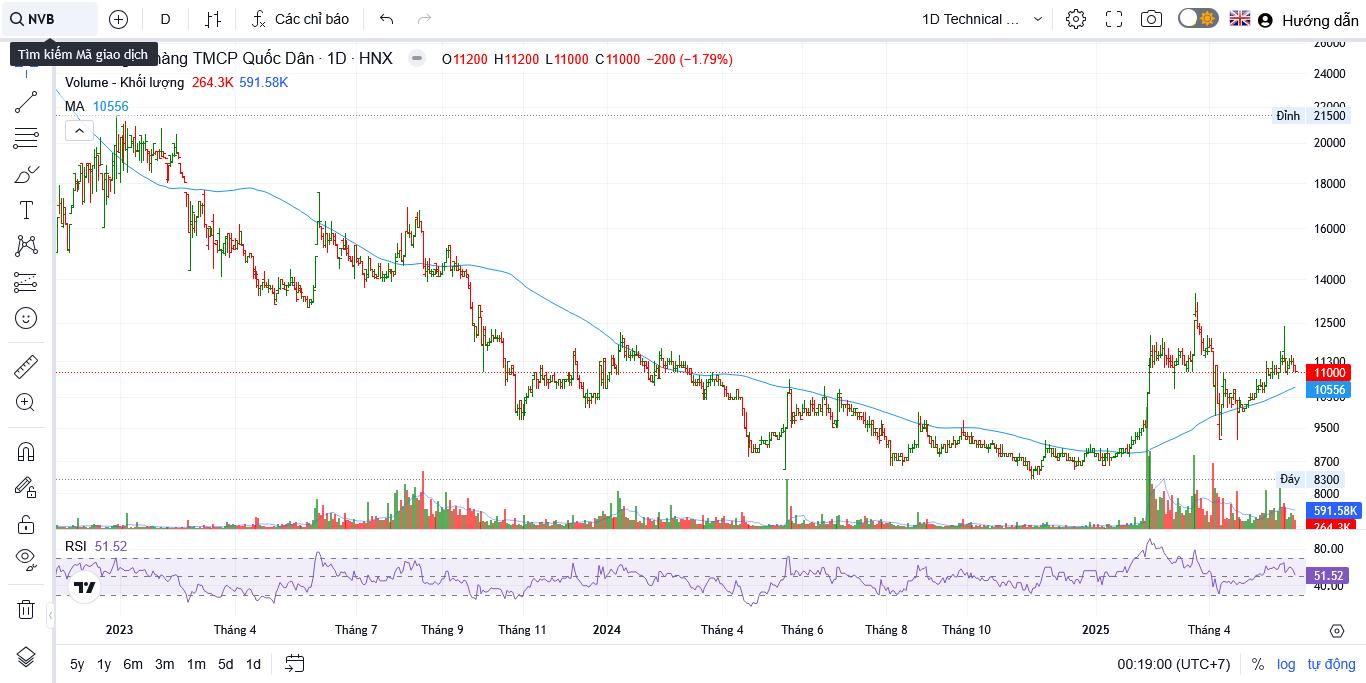 NVB
D
Các chỉ báo
1D Technical ...
Hướng dẫn
Tìm kiếm Mã giao dịch
hàng TMCP Quốc Dân · 1D · HNX
O11200 H11200 L11000 C11000 −200 (−1.79%)
Volume - Khối lượng 264.3K 591.58K
MA 10556
26000
24000
22000
Đỉnh 21500
20000
18000
16000
14000
12500
11300
11000
10556
10300
9500
8700
Đáy 8300
8000
591.58K
264.3K
RSI 51.52
80.00
51.52
40.00
2023 Tháng 4 Tháng 7 Tháng 9 Tháng 11 2024 Tháng 4 Tháng 6 Tháng 8 Tháng 10 2025 Tháng 4
5y 1y 6m 3m 1m 5d 1d
00:19:00 (UTC+7) % log tự động